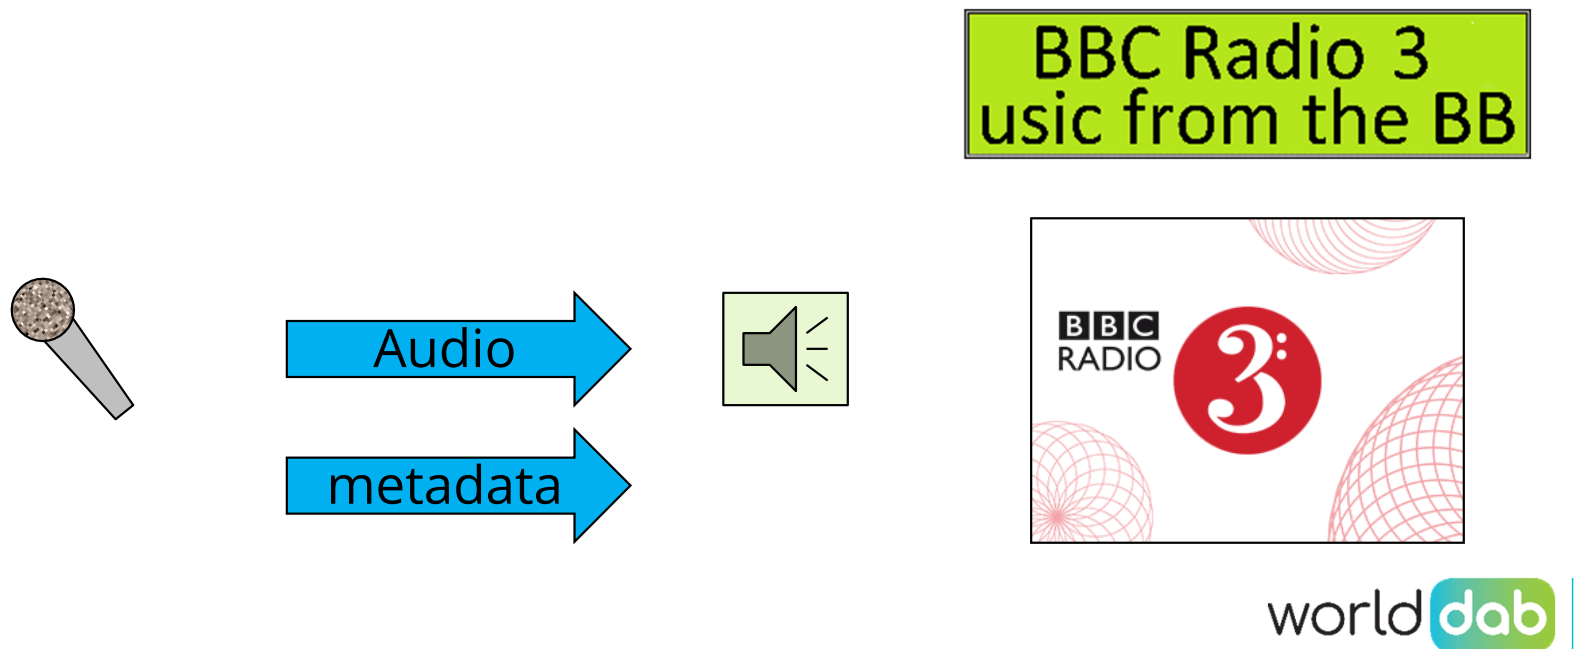 BBC Radio 3
usic from the BB
Audio
metadata
BBC
RADIO
3
world dab